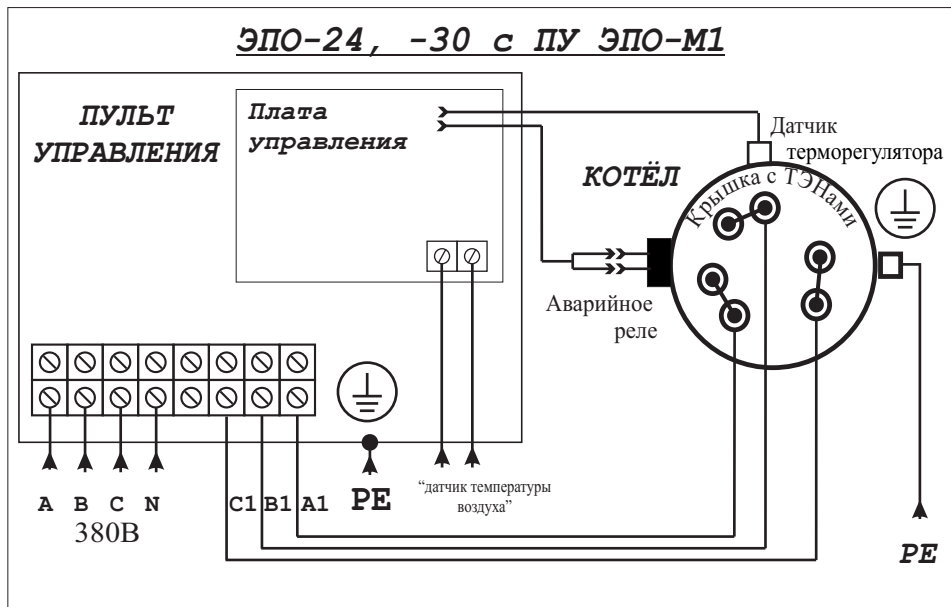 ЭПО-24, -30 с ПУ ЭПО-М1
ПУЛЬТ
УПРАВЛЕНИЯ
Плата
управления
Датчик
терморегулятора
КОТЁЛ
Крышка с ТЭНами
Аварийное
реле
A B C N C1 B1 A1 PE
380В
“датчик температуры
воздуха”
PE